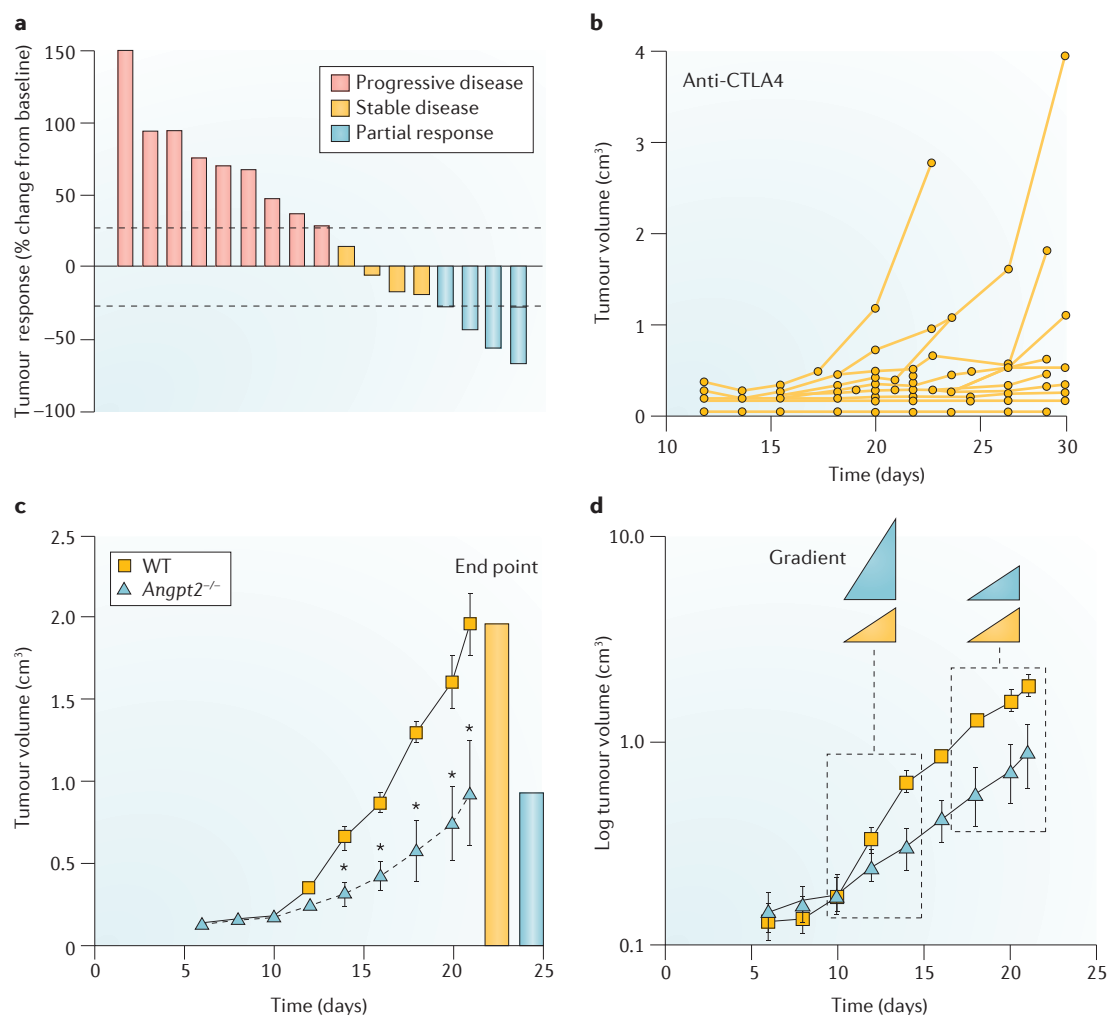 a
Tumour response (% change from baseline)
150
100
50
0
−50
−100
Progressive disease
Stable disease
Partial response
b
Anti-CTLA4
Tumour volume (cm³)
4
3
2
1
0
10 15 20 25 30
Time (days)
c
Tumour volume (cm³)
2.5
2.0
1.5
1.0
0.5
0
WT
Angpt2⁻/⁻
End point
* * * * *
0 5 10 15 20 25
Time (days)
d
Log tumour volume (cm³)
10.0
1.0
0.1
Gradient
0 5 10 15 20 25
Time (days)